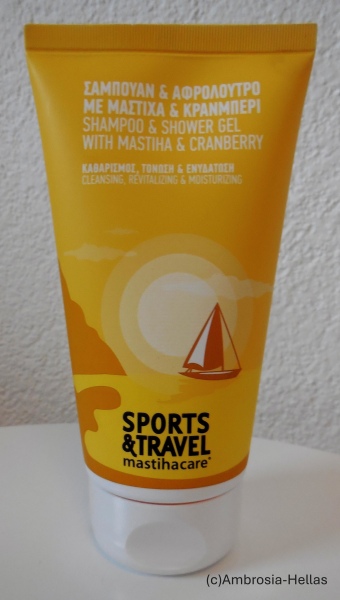 ΣΑΜΠΟΥΑΝ & ΑΦΡΟΛΟΥΤΡΟ
ΜΕ ΜΑΣΤΙΧΑ & ΚΡΑΝΜΠΕΡΙ
SHAMPOO & SHOWER GEL
WITH MASTIHA & CRANBERRY
ΚΑΘΑΡΙΣΜΟΣ, ΤΟΝΩΣΗ & ΕΝΥΔΑΤΩΣΗ
CLEANSING, REVITALIZING & MOISTURIZING
SPORTS
&TRAVEL
mastihacare
(c)Ambrosia-Hellas